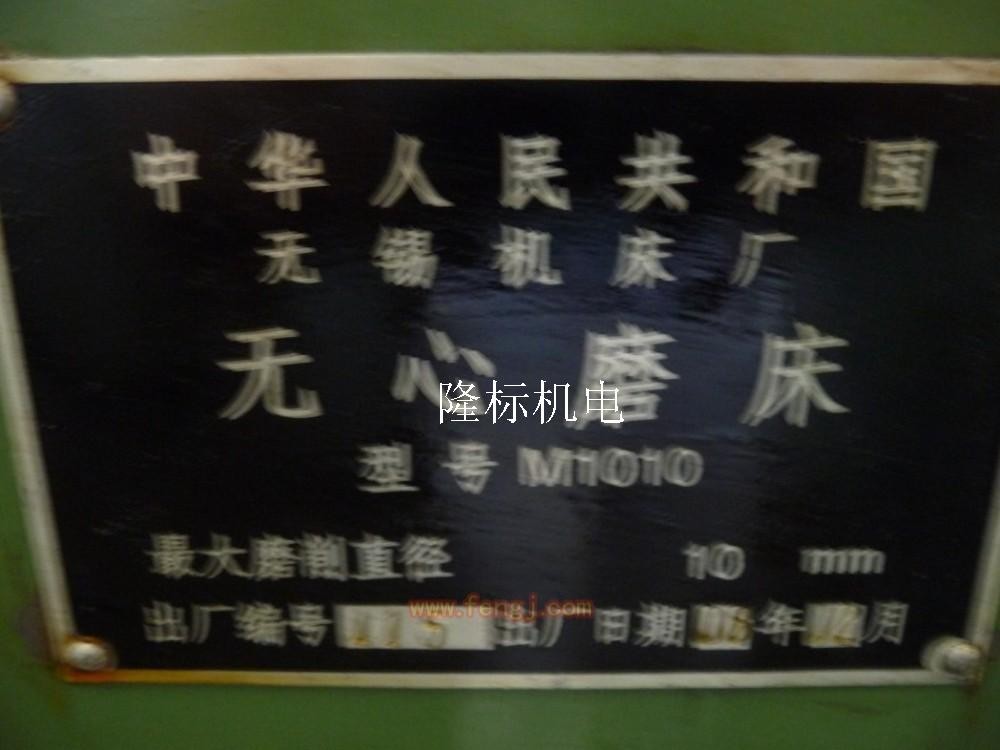 中华人民共和国
无锡机床厂
无心磨床
隆标机电
型号 M1010
最大磨削直径 10 mm
www.fengj.com
出厂编号 出厂日期 年 月